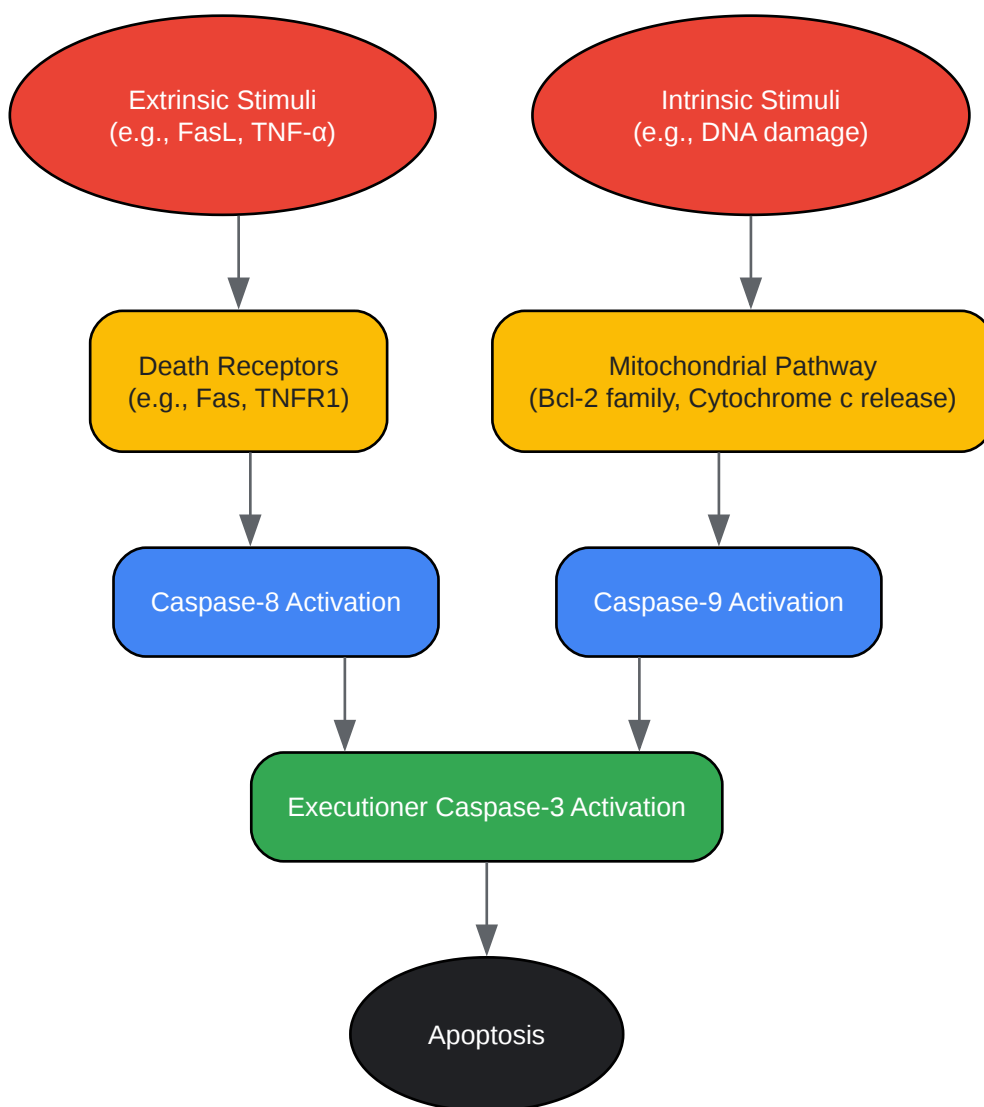 Extrinsic Stimuli
(e.g., FasL, TNF-α)
Intrinsic Stimuli
(e.g., DNA damage)
Death Receptors
(e.g., Fas, TNFR1)
Mitochondrial Pathway
(Bcl-2 family, Cytochrome c release)
Caspase-8 Activation
Caspase-9 Activation
Executioner Caspase-3 Activation
Apoptosis